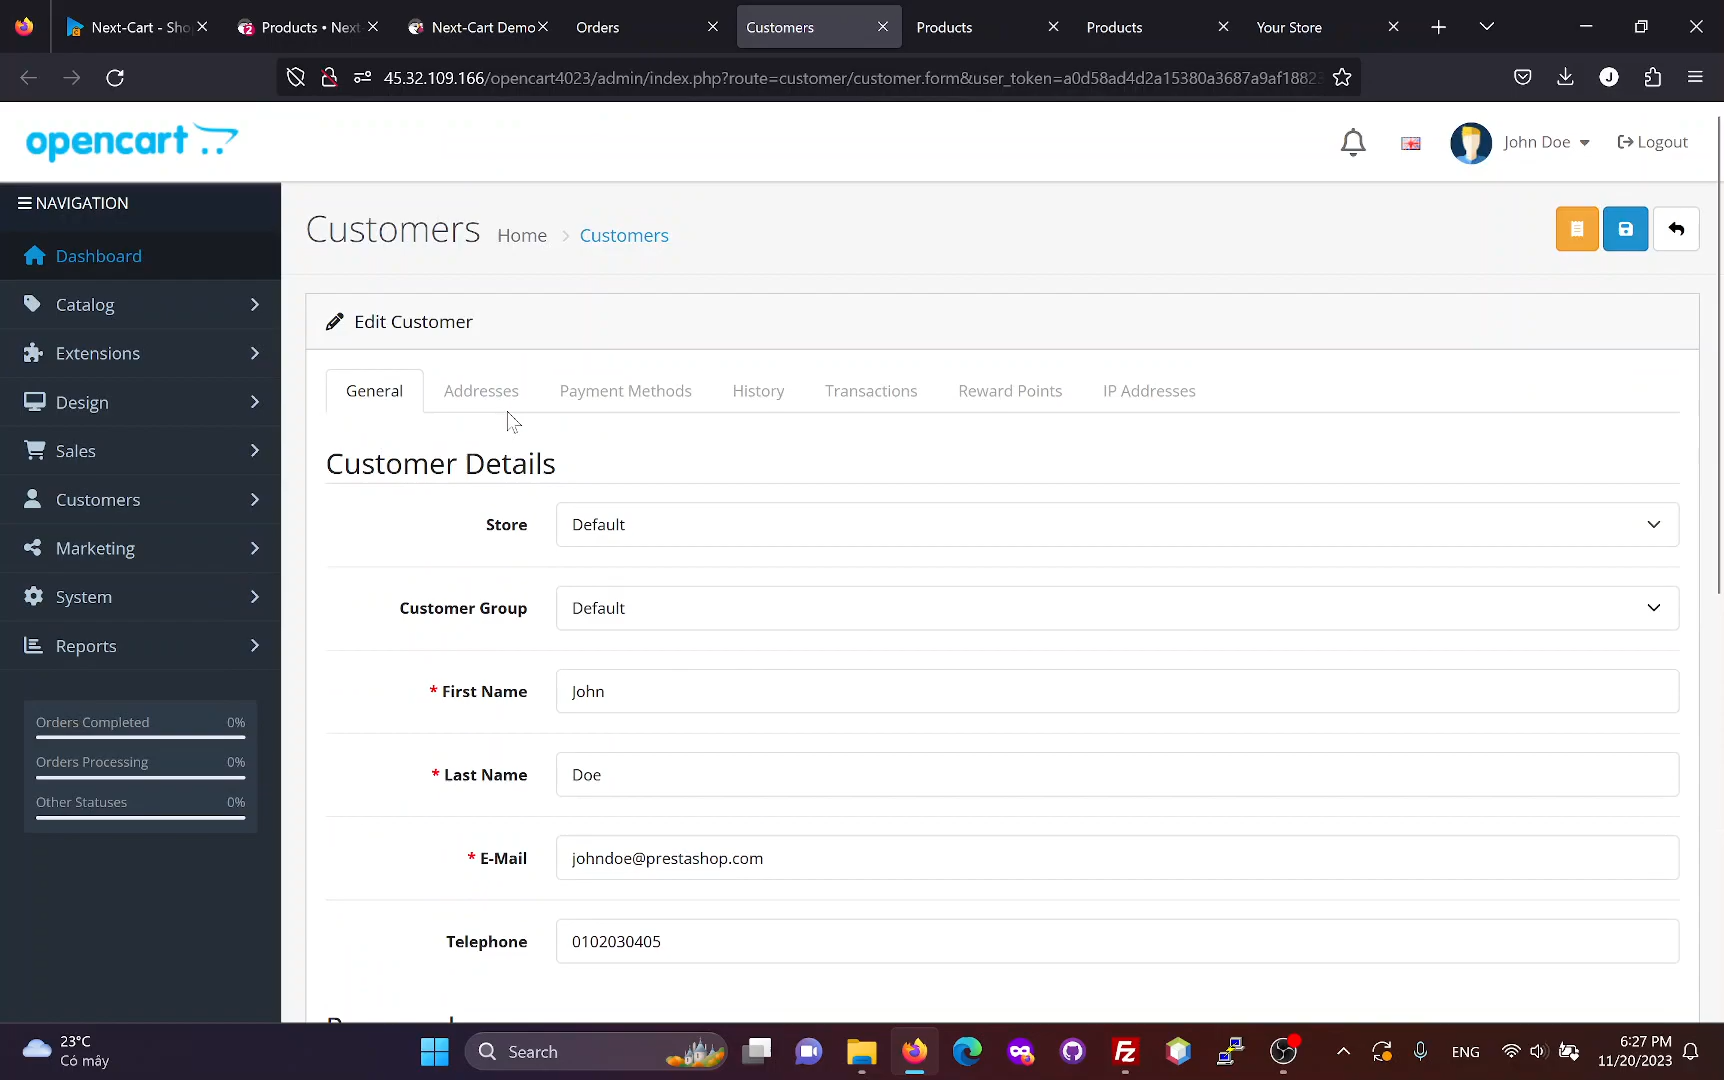 Next-Cart - Sho
Products • Next
Next-Cart Demo
Orders
Customers
Products
Products
Your Store
45.32.109.166/opencart4023/admin/index.php?route=customer/customer.form&user_token=a0d58ad4d2a15380a3687a9af18823
J
opencart
John Doe
Logout
NAVIGATION
Dashboard
Catalog
Extensions
Design
Sales
Customers
Marketing
System
Reports
Orders Completed 0%
Orders Processing 0%
Other Statuses 0%
Customers Home > Customers
Edit Customer
General Addresses Payment Methods History Transactions Reward Points IP Addresses
Customer Details
Store Default
Customer Group Default
* First Name John
* Last Name Doe
* E-Mail johndoe@prestashop.com
Telephone 0102030405
23°C
Có mây
Search
ENG
6:27 PM
11/20/2023